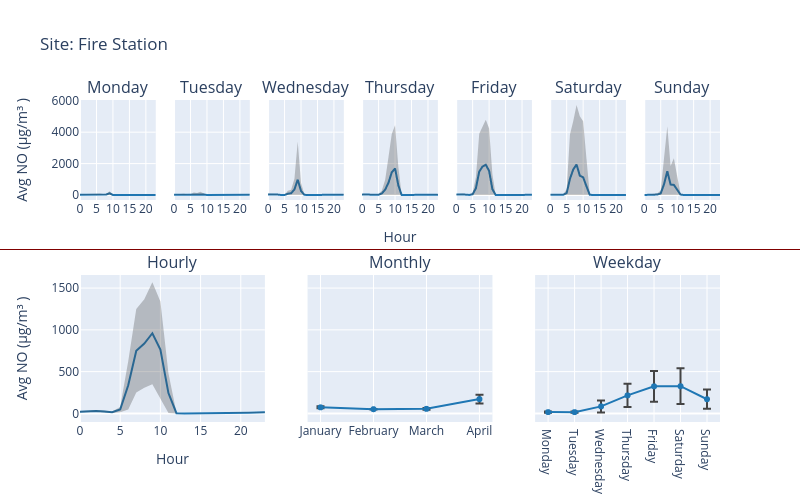 Site: Fire Station
Monday Tuesday Wednesday Thursday Friday Saturday Sunday
Avg NO (µg/m³ )
6000
4000
2000
0
0 5 10 15 20 0 5 10 15 20 0 5 10 15 20 0 5 10 15 20 0 5 10 15 20 0 5 10 15 20 0 5 10 15 20
Hour
Hourly Monthly Weekday
Avg NO (µg/m³ )
1500
1000
500
0
0 5 10 15 20 January February March April
Hour
Monday
Tuesday
Wednesday
Thursday
Friday
Saturday
Sunday